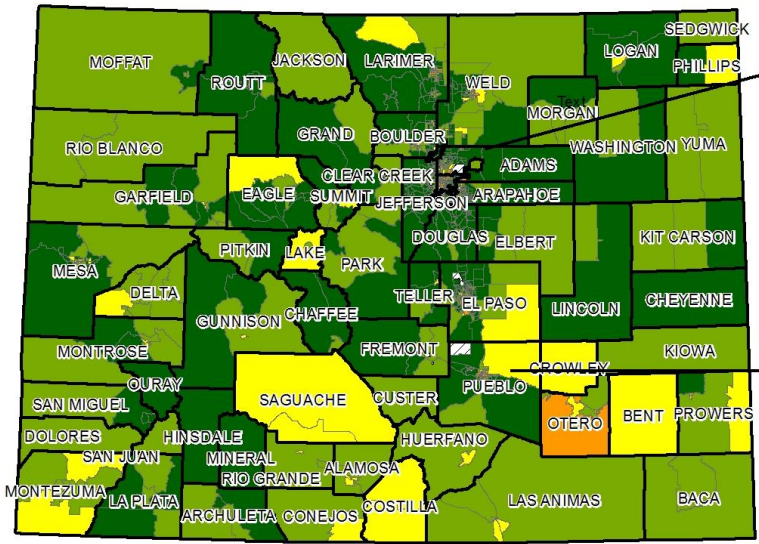 SEDGWICK
LOGAN
PHILLIPS
MOFFAT
JACKSON
LARIMER
ROUTT
WELD
Text
MORGAN
GRAND
BOULDER
WASHINGTON
YUMA
RIO BLANCO
CLEAR CREEK
ADAMS
GARFIELD
EAGLE
SUMMIT
ARAPAHOE
JEFFERSON
DOUGLAS
ELBERT
KIT CARSON
PITKIN
LAKE
PARK
MESA
DELTA
TELLER
EL PASO
LINCOLN
CHEYENNE
GUNNISON
CHAFFEE
MONTROSE
FREMONT
KIOWA
CROWLEY
OURAY
PUEBLO
SAN MIGUEL
SAGUACHE
CUSTER
OTERO
BENT
PROWERS
DOLORES
HINSDALE
HUERFANO
SAN JUAN
MINERAL
ALAMOSA
RIO GRANDE
MONTEZUMA
LA PLATA
ARCHULETA
CONEJOS
COSTILLA
LAS ANIMAS
BACA